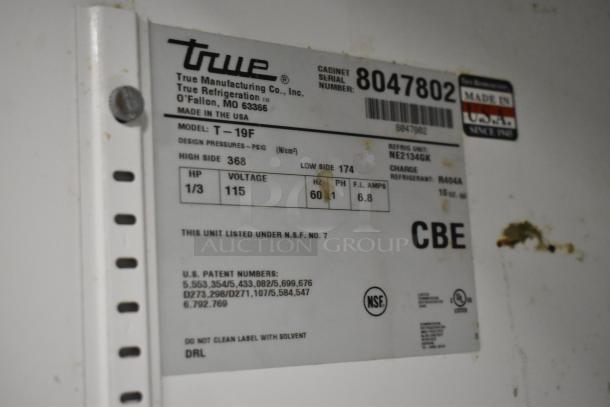 true®
True Manufacturing Co., Inc.
True Refrigeration TM
O'Fallon, MO 63366
MADE IN THE USA
CABINET SERIAL NUMBER: 8047802
8047802
MADE IN
U.S.A.
SINCE 1945
MODEL: T-19F
DESIGN PRESSURES-PSIG (N/cm²)
HIGH SIDE 368 LOW SIDE 174
REFRIG UNIT:
NE2134GK
CHARGE
REFRIGERANT: R404A
HP VOLTAGE HZ PH F.L. AMPS
1/3 115 60 1 6.8
THIS UNIT LISTED UNDER N.S.F. NO. 7
CBE
AUCTION GROUP
U.S. PATENT NUMBERS:
5,553,354/5,433,082/5,699,676
D273,298/D271,107/5,584,547
6,792,769
NSF
UL
DO NOT CLEAN LABEL WITH SOLVENT
DRL